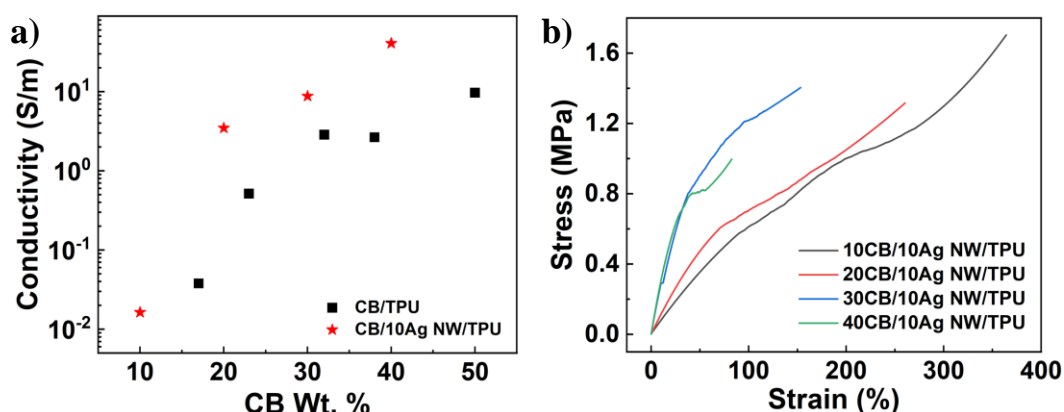 a)
Conductivity (S/m)
10^1
10^0
10^-1
10^-2
10 20 30 40 50
CB Wt. %
CB/TPU
CB/10Ag NW/TPU
b)
Stress (MPa)
1.6
1.2
0.8
0.4
0.0
0 100 200 300 400
Strain (%)
10CB/10Ag NW/TPU
20CB/10Ag NW/TPU
30CB/10Ag NW/TPU
40CB/10Ag NW/TPU